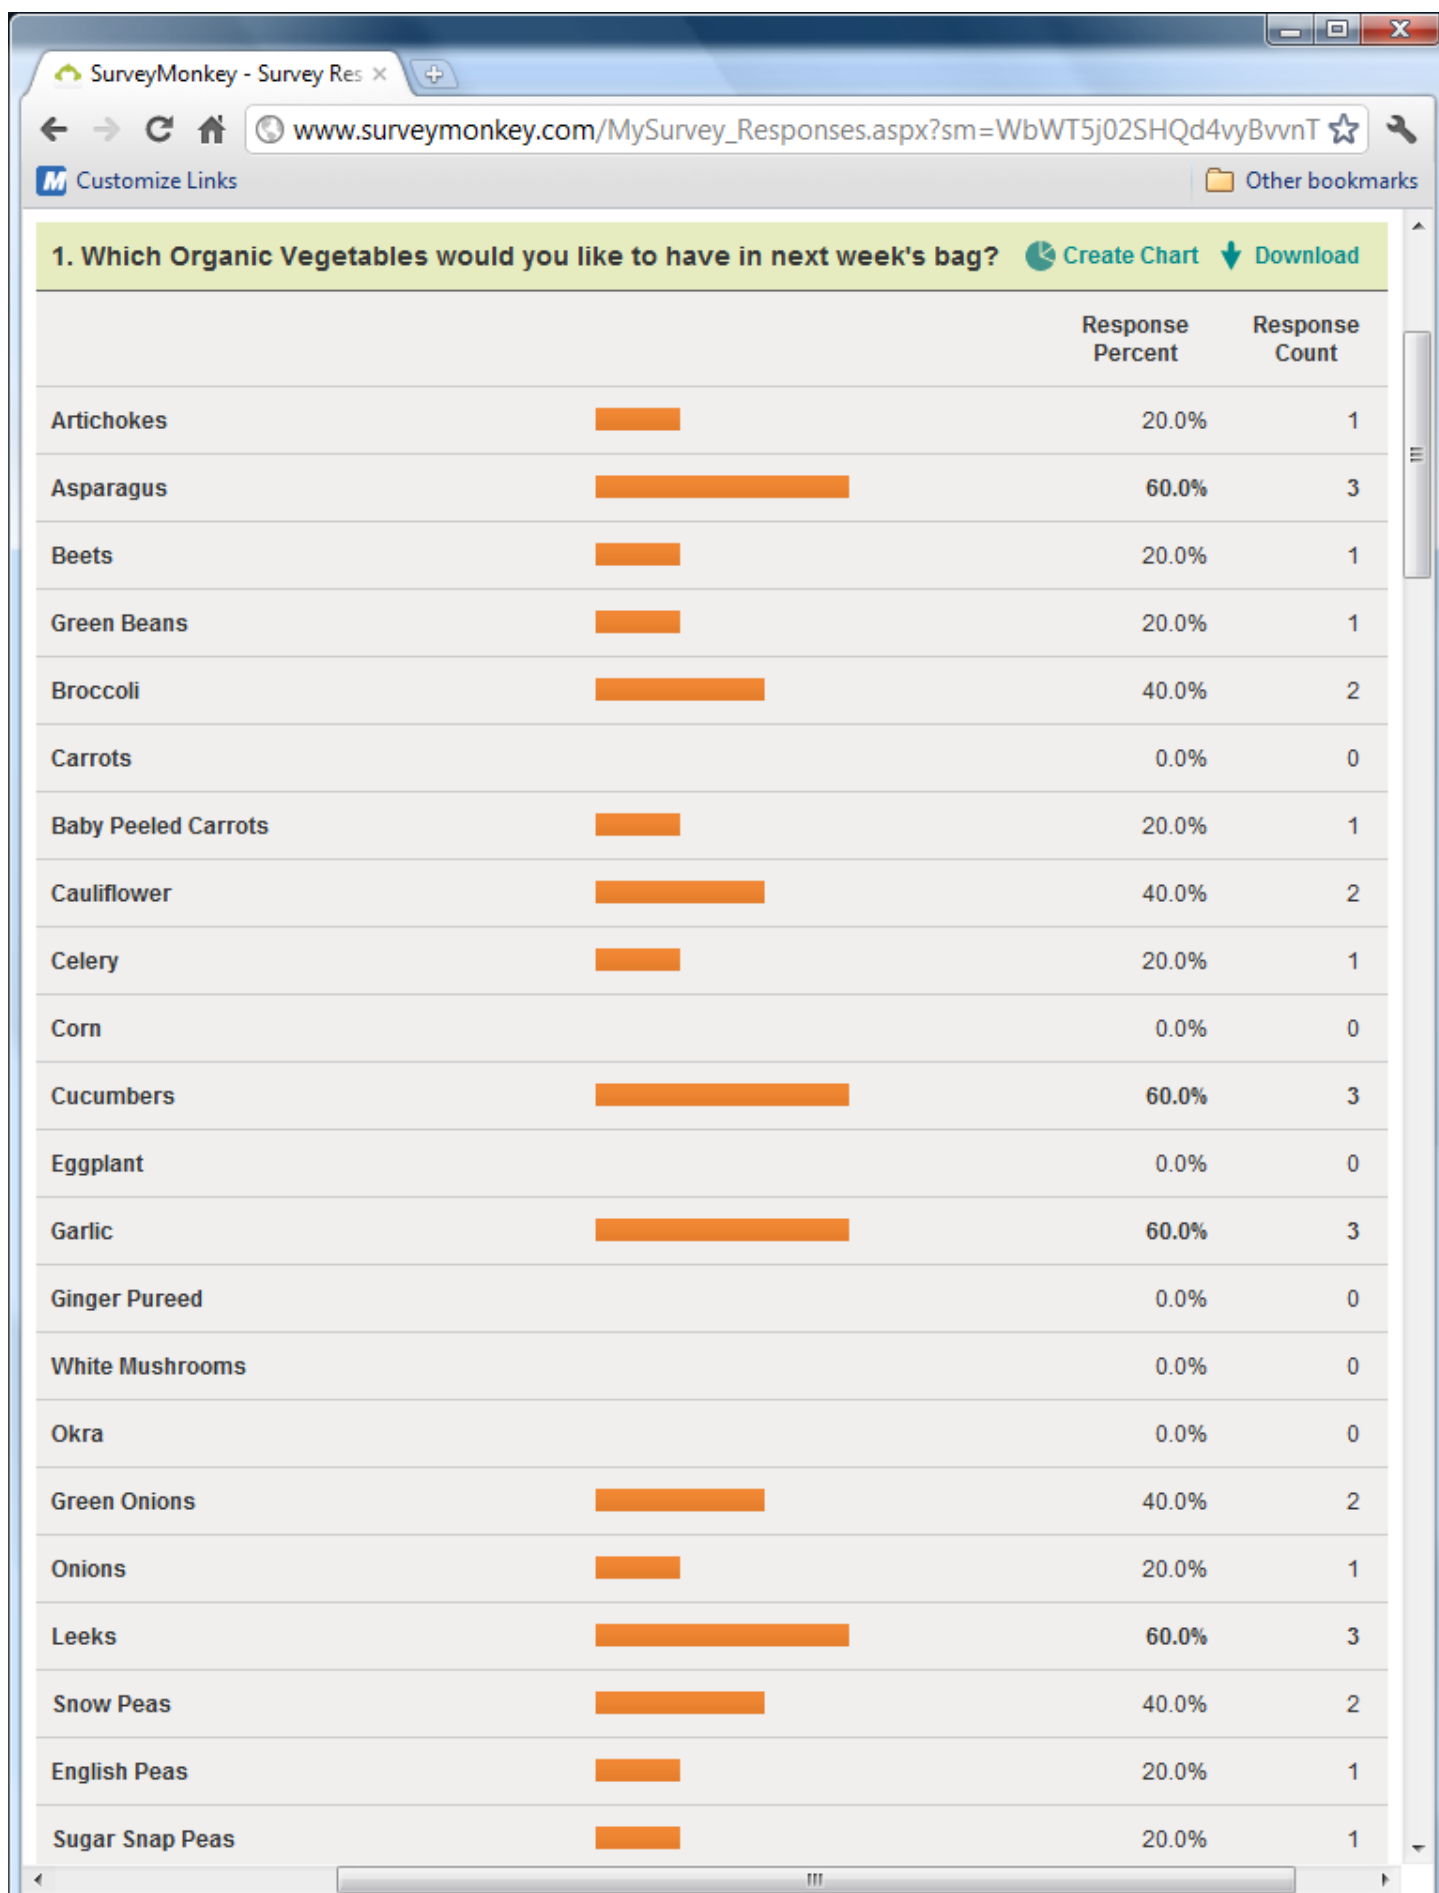 SurveyMonkey - Survey Res
www.surveymonkey.com/MySurvey_Responses.aspx?sm=WbWT5j02SHQd4vyBvvnT
Customize Links Other bookmarks
1. Which Organic Vegetables would you like to have in next week's bag? Create Chart Download
Response Percent Response Count
Artichokes 20.0% 1
Asparagus 60.0% 3
Beets 20.0% 1
Green Beans 20.0% 1
Broccoli 40.0% 2
Carrots 0.0% 0
Baby Peeled Carrots 20.0% 1
Cauliflower 40.0% 2
Celery 20.0% 1
Corn 0.0% 0
Cucumbers 60.0% 3
Eggplant 0.0% 0
Garlic 60.0% 3
Ginger Pureed 0.0% 0
White Mushrooms 0.0% 0
Okra 0.0% 0
Green Onions 40.0% 2
Onions 20.0% 1
Leeks 60.0% 3
Snow Peas 40.0% 2
English Peas 20.0% 1
Sugar Snap Peas 20.0% 1